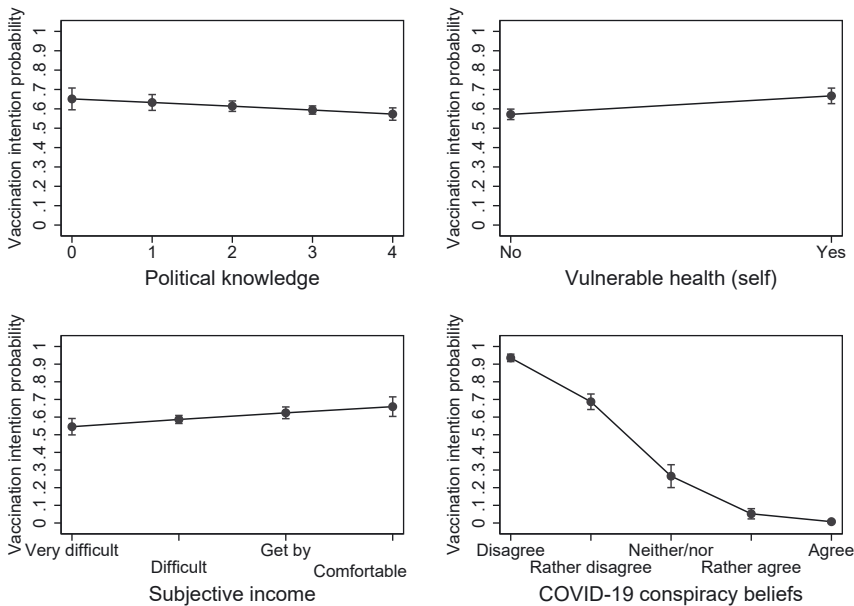 Vaccination intention probability
0 .1 .2 .3 .4 .5 .6 .7 .8 .9 1
0 1 2 3 4
Political knowledge
Vaccination intention probability
0 .1 .2 .3 .4 .5 .6 .7 .8 .9 1
No Yes
Vulnerable health (self)
Vaccination intention probability
0 .1 .2 .3 .4 .5 .6 .7 .8 .9 1
Very difficult Get by
Difficult Comfortable
Subjective income
Vaccination intention probability
0 .1 .2 .3 .4 .5 .6 .7 .8 .9 1
Disagree Neither/nor Agree
Rather disagree Rather agree
COVID-19 conspiracy beliefs